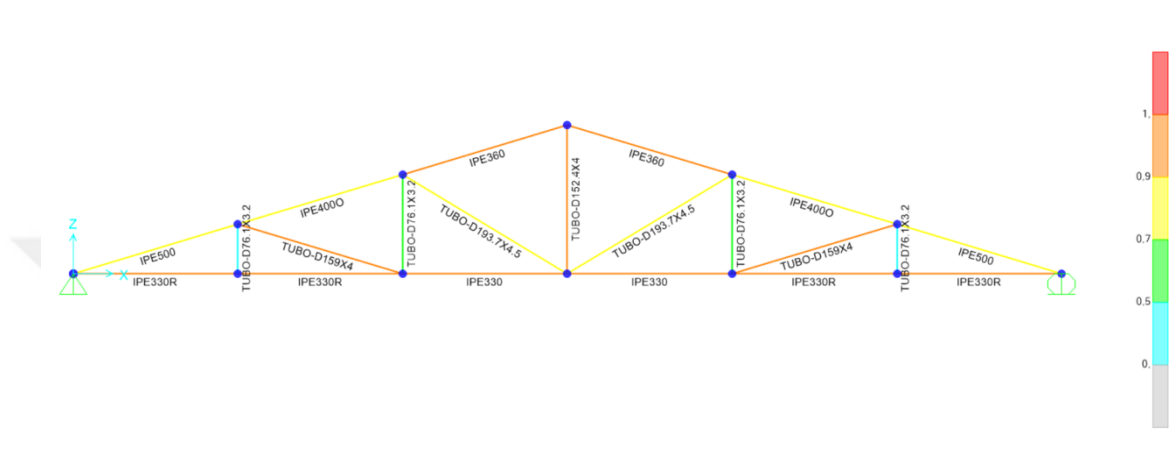 1.
TUBO-D152.4X4
IPE360
IPE360
0.9
TUBO-D76.1X3.2
TUBO-D76.1X3.2
IPE400O
IPE400O
TUBO-D193.7X4.5
TUBO-D193.7X4.5
0.7
Z
TUBO-D76.1X3.2
TUBO-D76.1X3.2
IPE500
TUBO-D159X4
TUBO-D159X4
IPE500
X
IPE330R
IPE330R
IPE330
IPE330
IPE330R
IPE330R
0.5
0.